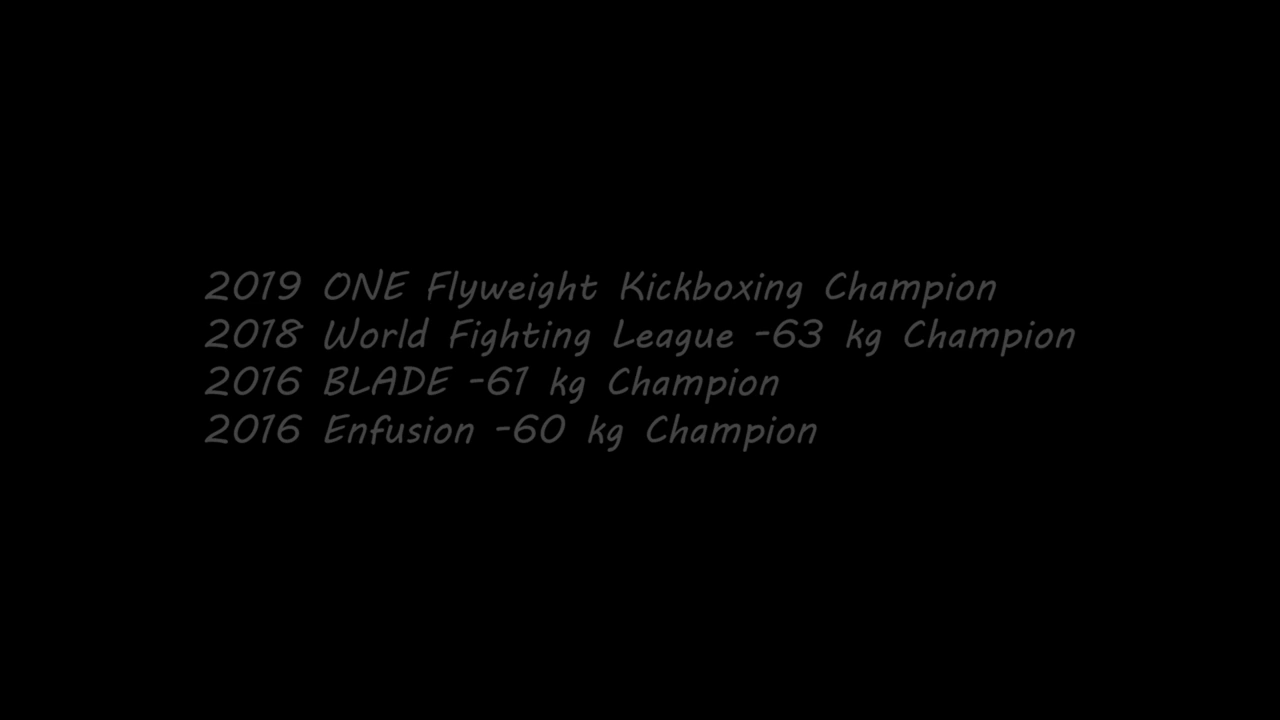 2019 ONE Flyweight Kickboxing Champion
2018 World Fighting League -63 kg Champion
2016 BLADE -61 kg Champion
2016 Enfusion -60 kg Champion